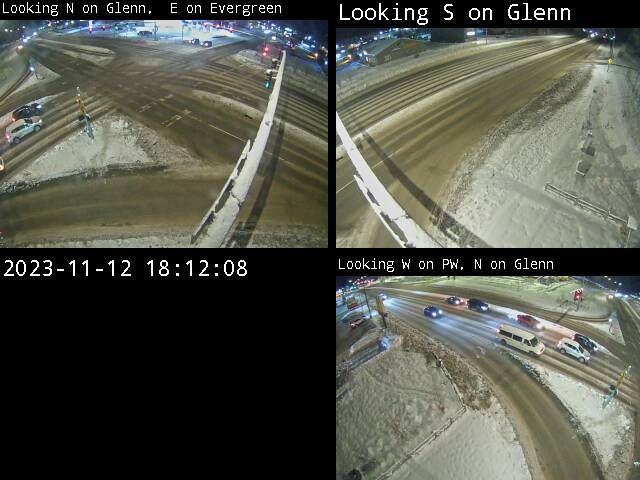 Looking N on Glenn,  E on Evergreen
Looking S on Glenn
2023-11-12 18:12:08
Looking W on PW, N on Glenn